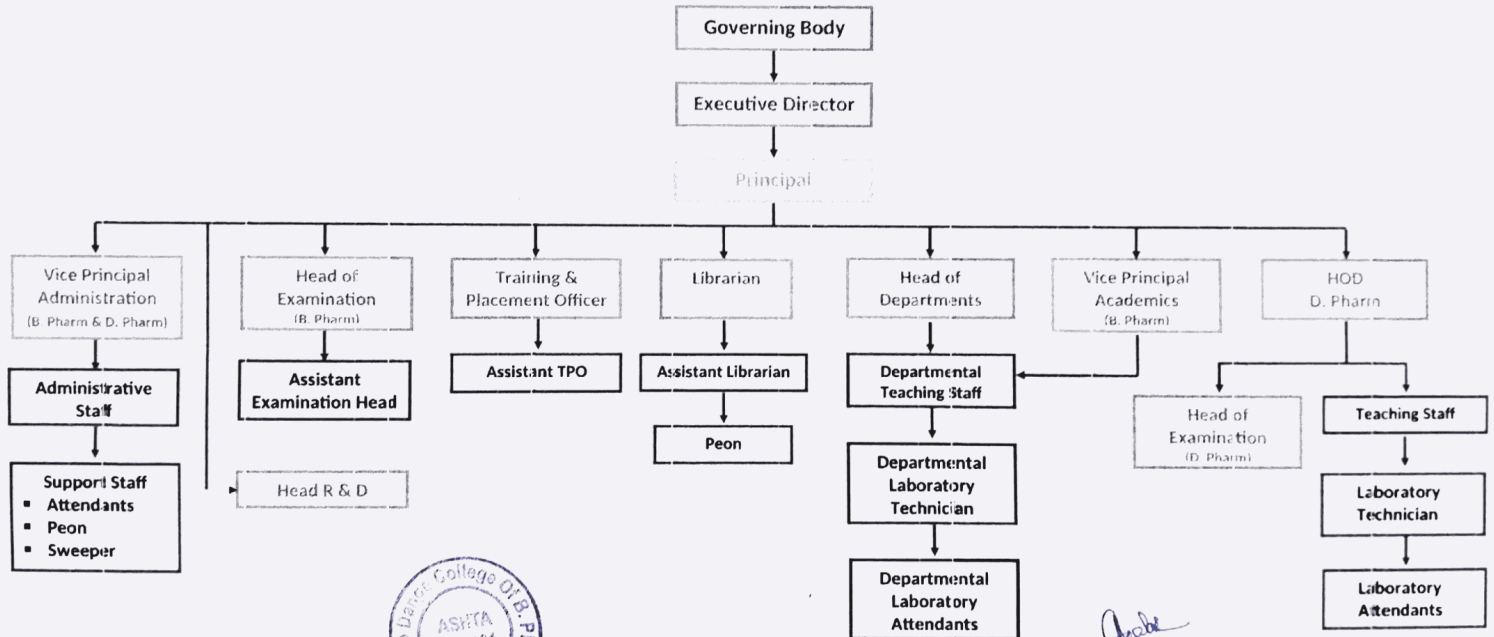 Governing Body
Executive Director
Principal
Vice Principal
Administration
(B. Pharm & D. Pharm)
Head of
Examination
(B. Pharm)
Training &
Placement Officer
Librarian
Head of
Departments
Vice Principal
Academics
(B. Pharm)
HOD
D. Pharm
Administrative
Staff
Assistant
Examination Head
Assistant TPO
Assistant Librarian
Departmental
Teaching Staff
Head of
Examination
(D. Pharm)
Teaching Staff
Peon
Support Staff
▪ Attendants
▪ Peon
▪ Sweeper
Head R & D
Departmental
Laboratory
Technician
Laboratory
Technician
Departmental
Laboratory
Attendants
Laboratory
Attendants
College Of B.
ASHTA